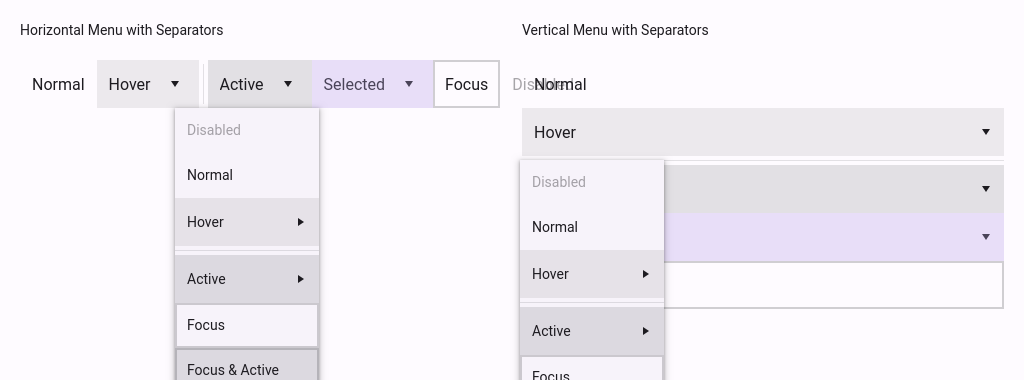 Horizontal Menu with Separators
Normal
Hover
Active
Selected
Focus
Disabled
Disabled
Normal
Hover
Active
Focus
Focus & Active
Vertical Menu with Separators
Normal
Hover
Disabled
Normal
Hover
Active
Focus